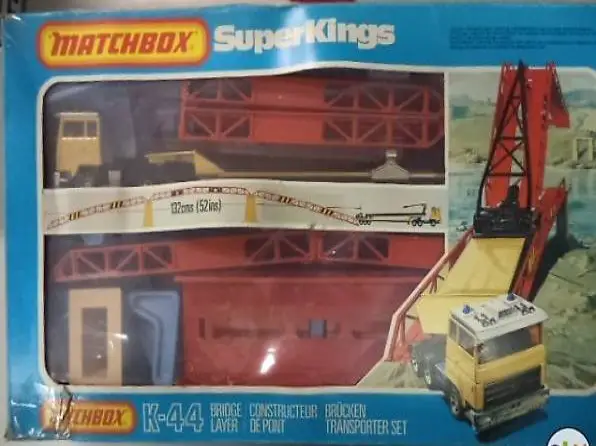 MATCHBOX SuperKings
132cms (52ins)
MATCHBOX K-44 BRIDGE LAYER CONSTRUCTEUR DE PONT BRÜCKEN TRANSPORTER SET